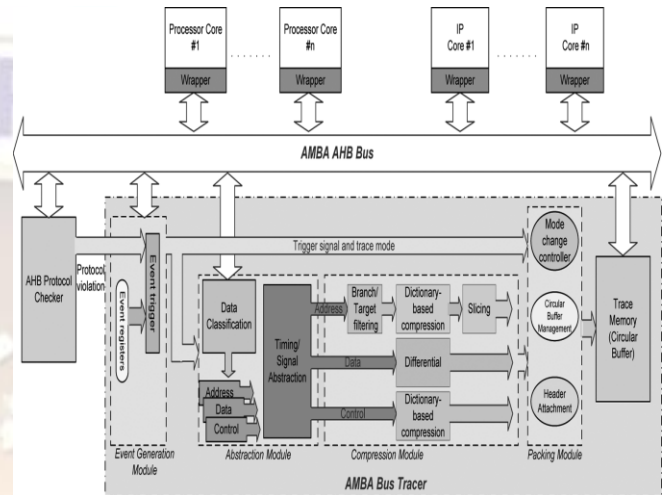 Processor Core
#1
Wrapper
Processor Core
#n
Wrapper
IP
Core #1
Wrapper
IP
Core #n
Wrapper
AMBA AHB Bus
AHB Protocol
Checker
Protocol
violation
Event trigger
Event registers
Event Generation
Module
Trigger signal and trace mode
Data
Classification
Address
Data
Control
Timing/
Signal
Abstraction
Abstraction Module
Address
Data
Control
Branch/
Target
filtering
Dictionary-
based
compression
Slicing
Differential
Dictionary-
based
compression
Compression Module
Mode
change
controller
Circular
Buffer
Management
Header
Attachment
Packing Module
Trace
Memory
(Circular
Buffer)
AMBA Bus Tracer